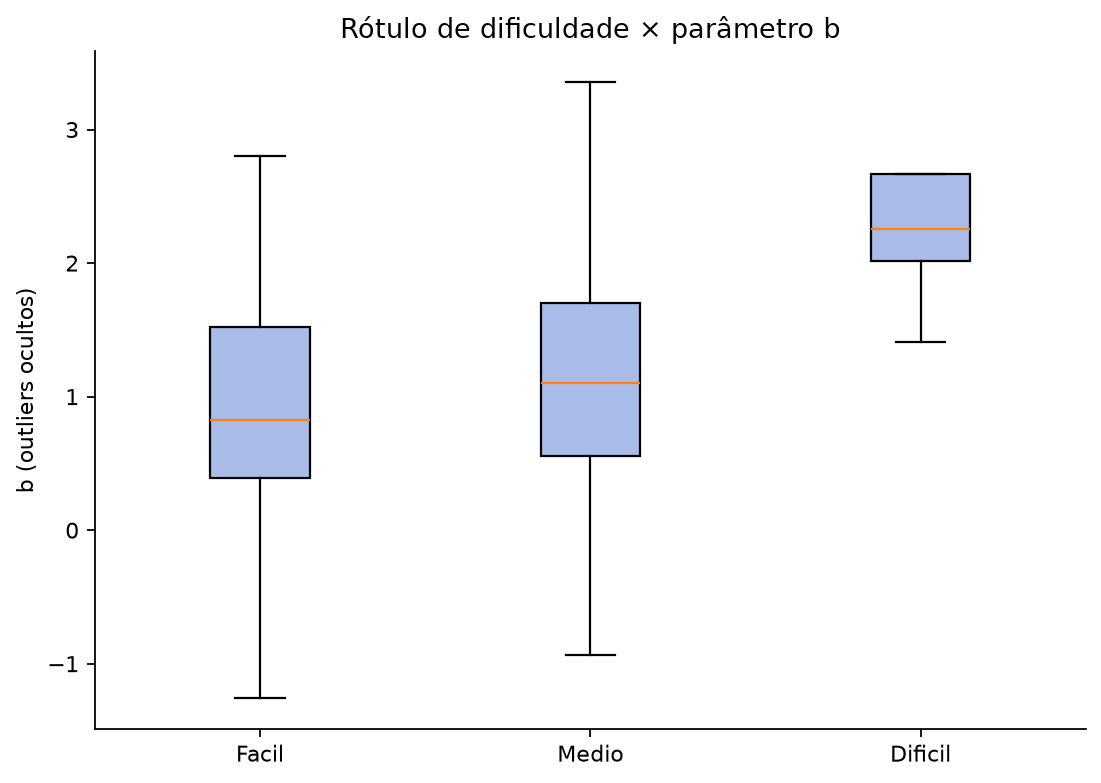 Rótulo de dificuldade × parâmetro b
b (outliers ocultos)
3
2
1
0
−1
Facil
Medio
Dificil